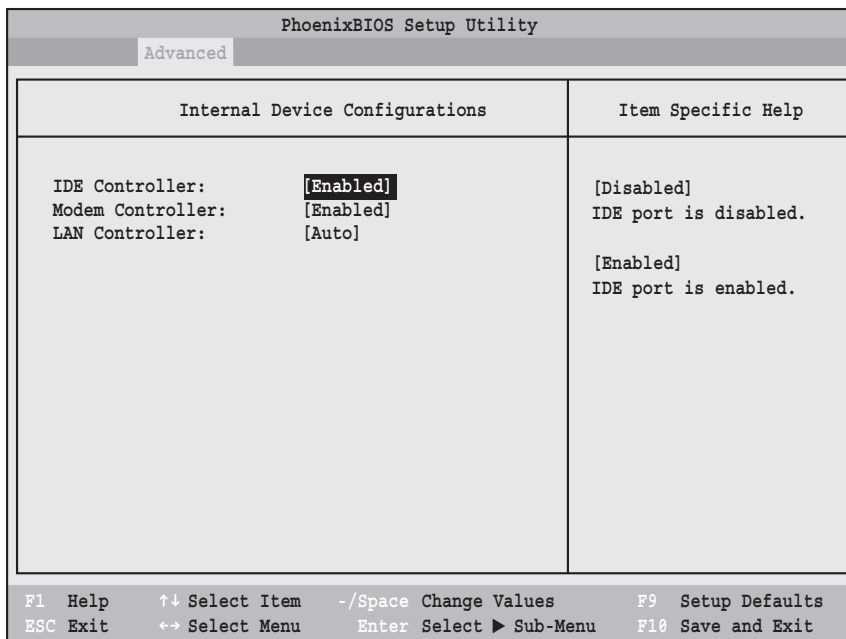 PhoenixBIOS Setup Utility
Advanced
Internal Device Configurations
Item Specific Help
IDE Controller: [Enabled]
Modem Controller: [Enabled]
LAN Controller: [Auto]
[Disabled]
IDE port is disabled.
[Enabled]
IDE port is enabled.
F1 Help ↑↓ Select Item -/Space Change Values F9 Setup Defaults
ESC Exit ←→ Select Menu Enter Select ▶ Sub-Menu F10 Save and Exit